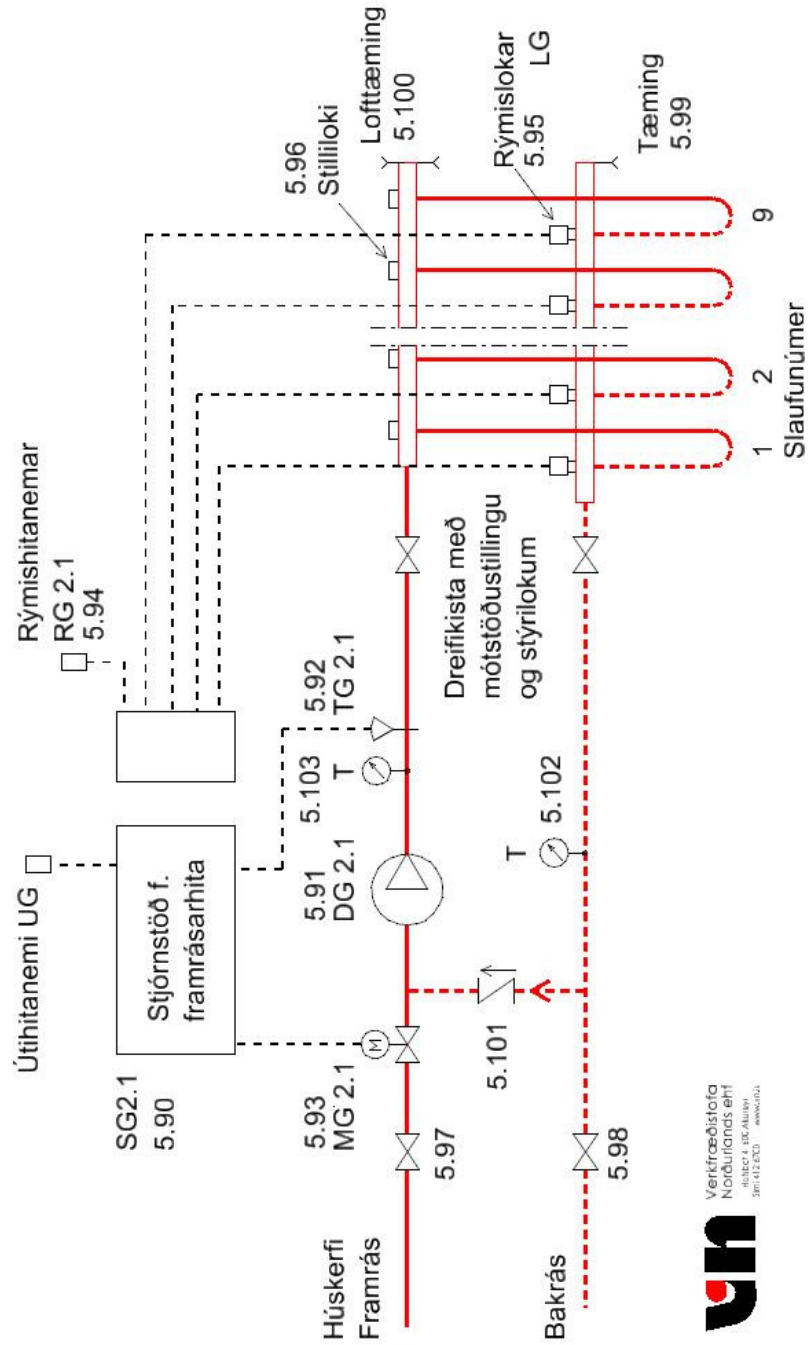 Útihitanemi UG
Rýmishitanemar
RG 2.1
5.94
SG2.1
5.90
Stjórnstöð f.
framrásarhita
5.93
MG 2.1
M
5.91
DG 2.1
5.103
T
5.92
TG 2.1
5.96
Stilliloki
Lofttæming
5.100
Húskerfi
Framrás
5.97
5.101
Dreifikista með
mótstöðustillingu
og stýrilokum
Rýmislokar
5.95 LG
T
5.102
Bakrás
5.98
Tæming
5.99
1 2 9
Slaufunúmer
vn
Verkfræðistofa
Norðurlands ehf